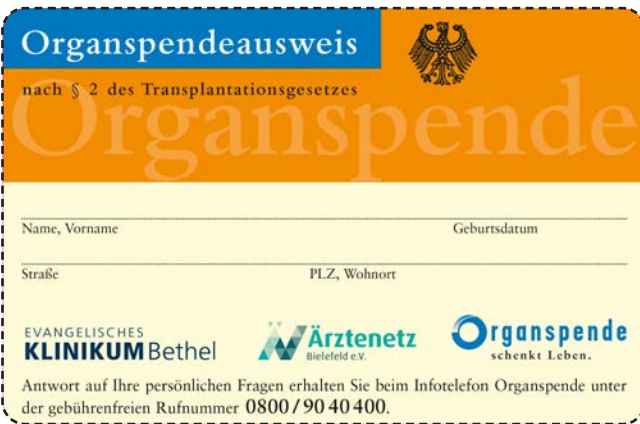 Organspendeausweis
nach § 2 des Transplantationsgesetzes
Organspende
Name, Vorname Geburtsdatum
Straße PLZ, Wohnort
EVANGELISCHES
KLINIKUM Bethel
Ärztenetz
Bielefeld e.V.
Organspende
schenkt Leben.
Antwort auf Ihre persönlichen Fragen erhalten Sie beim Infotelefon Organspende unter
der gebührenfreien Rufnummer 0800 / 90 40 400.